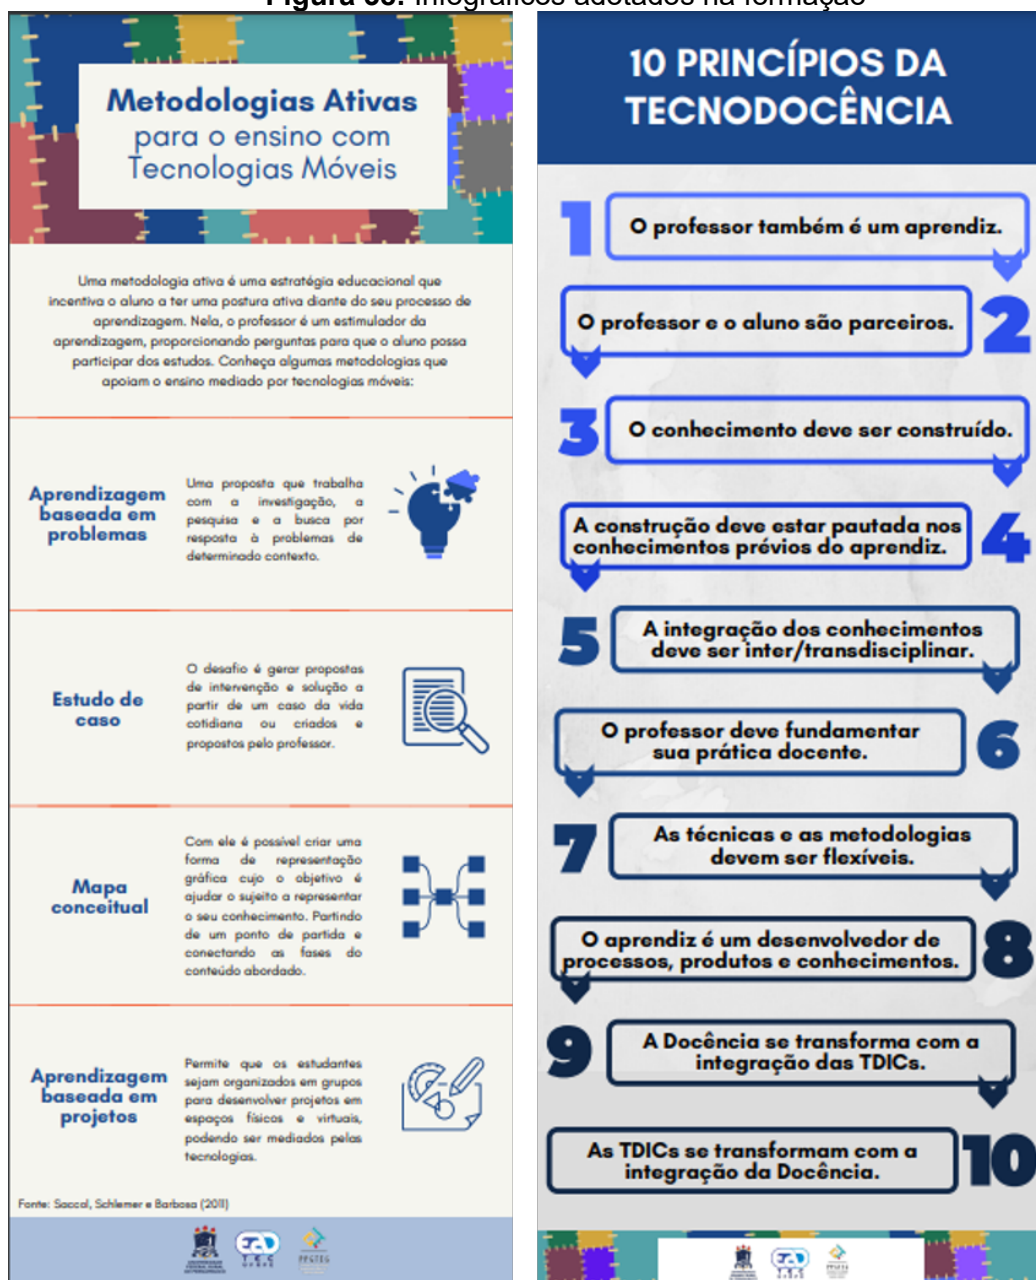 Figura 33: Infográficos adotados na formação
Metodologias Ativas
para o ensino com
Tecnologias Móveis
Uma metodologia ativa é uma estratégia educacional que
incentiva o aluno a ter uma postura ativa diante do seu processo de
aprendizagem. Nela, o professor é um estimulador da
aprendizagem, proporcionando perguntas para que o aluno possa
participar dos estudos. Conheça algumas metodologias que
apoiam o ensino mediado por tecnologias móveis:
Aprendizagem
baseada em
problemas
Uma proposta que trabalha
com a investigação, a
pesquisa e a busca por
resposta à problemas de
determinado contexto.
Estudo de
caso
O desafio é gerar propostas
de intervenção e solução a
partir de um caso da vida
cotidiana ou criados e
propostos pelo professor.
Mapa
conceitual
Com ele é possível criar uma
forma de representação
gráfica cujo o objetivo é
ajudar o sujeito a representar
o seu conhecimento. Partindo
de um ponto de partida e
conectando as fases do
conteúdo abordado.
Aprendizagem
baseada em
projetos
Permite que os estudantes
sejam organizados em grupos
para desenvolver projetos em
espaços físicos e virtuais,
podendo ser mediados pelas
tecnologias.
Fonte: Saccol, Schlemer e Barbosa (2011)
10 PRINCÍPIOS DA
TECNODOCÊNCIA
1
O professor também é um aprendiz.
O professor e o aluno são parceiros.
2
3
O conhecimento deve ser construído.
A construção deve estar pautada nos
conhecimentos prévios do aprendiz.
4
5
A integração dos conhecimentos
deve ser inter/transdisciplinar.
O professor deve fundamentar
sua prática docente.
6
7
As técnicas e as metodologias
devem ser flexíveis.
O aprendiz é um desenvolvedor de
processos, produtos e conhecimentos.
8
9
A Docência se transforma com a
integração das TDICs.
As TDICs se transformam com a
integração da Docência.
10